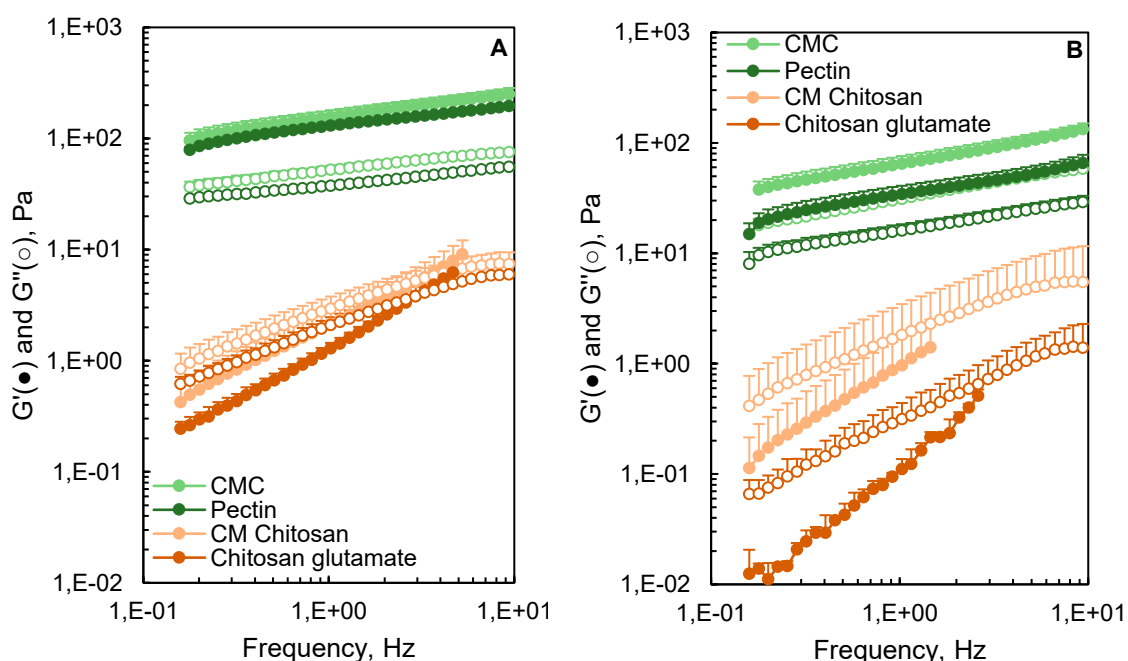 A
1,E+03
1,E+02
1,E+01
1,E+00
1,E-01
1,E-02
G'(●) and G''(○), Pa
CMC
Pectin
CM Chitosan
Chitosan glutamate
1,E-01 1,E+00 1,E+01
Frequency, Hz
B
1,E+03
1,E+02
1,E+01
1,E+00
1,E-01
1,E-02
G'(●) and G''(○), Pa
CMC
Pectin
CM Chitosan
Chitosan glutamate
1,E-01 1,E+00 1,E+01
Frequency, Hz